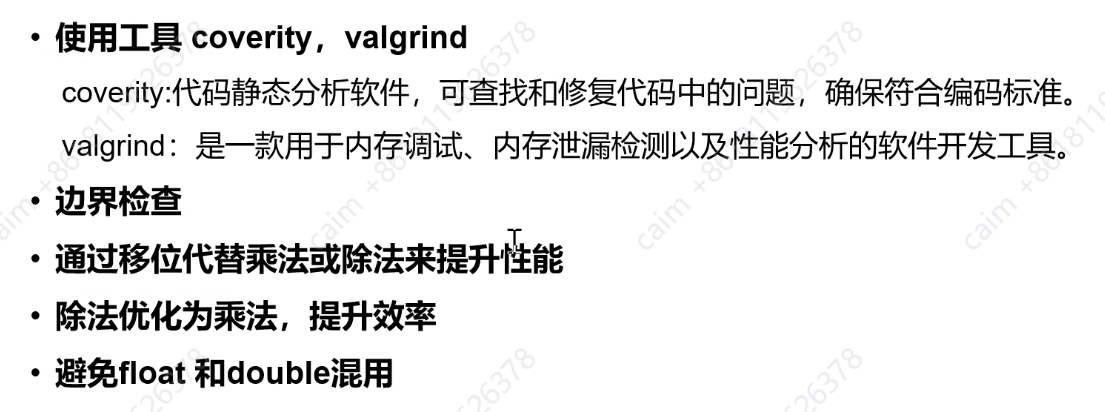 • 使用工具 coverity，valgrind
coverity:代码静态分析软件，可查找和修复代码中的问题，确保符合编码标准。
valgrind：是一款用于内存调试、内存泄漏检测以及性能分析的软件开发工具。
• 边界检查
• 通过移位代替乘法或除法来提升性能
• 除法优化为乘法，提升效率
• 避免float 和double混用